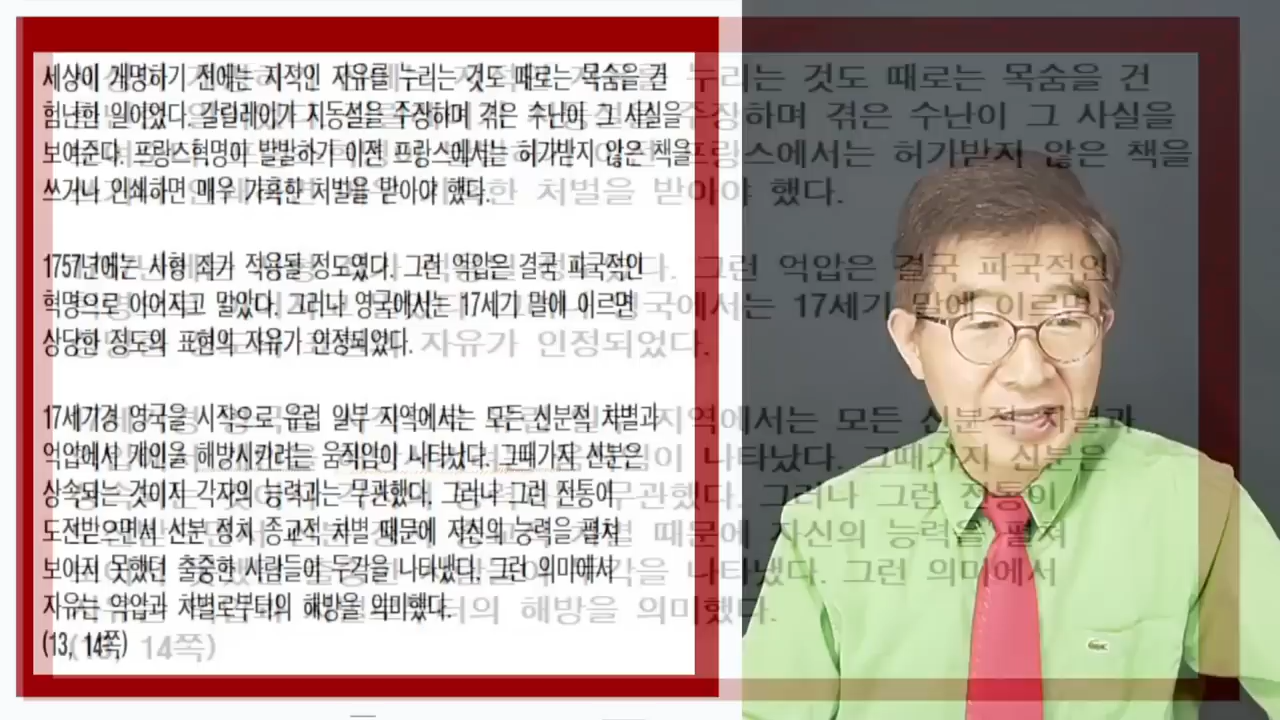 세상이 개명하기 전에는 지적인 자유를 누리는 것도 때로는 목숨을 건
험난한 일이었다. 갈릴레이가 지동설을 주장하며 겪은 수난이 그 사실을
보여준다. 프랑스혁명이 발발하기 이전 프랑스에서는 허가받지 않은 책을
쓰거나 인쇄하면 매우 가혹한 처벌을 받아야 했다.
1757년에는 사형 죄가 적용될 정도였다. 그런 억압은 결국 파국적인
혁명으로 이어지고 말았다. 그러나 영국에서는 17세기 말에 이르면
상당한 정도의 표현의 자유가 인정되었다.
17세기경 영국을 시작으로 유럽 일부 지역에서는 모든 신분적 차별과
억압에서 개인을 해방시키려는 움직임이 나타났다. 그때가지 신분은
상속되는 것이지 각자의 능력과는 무관했다. 그러나 그런 전통이
도전받으면서 신분 정치 종교적 차별 때문에 자신의 능력을 펼쳐
보이지 못했던 출중한 사람들이 두각을 나타냈다. 그런 의미에서
자유는 억압과 차별로부터의 해방을 의미했다.
(13, 14쪽)